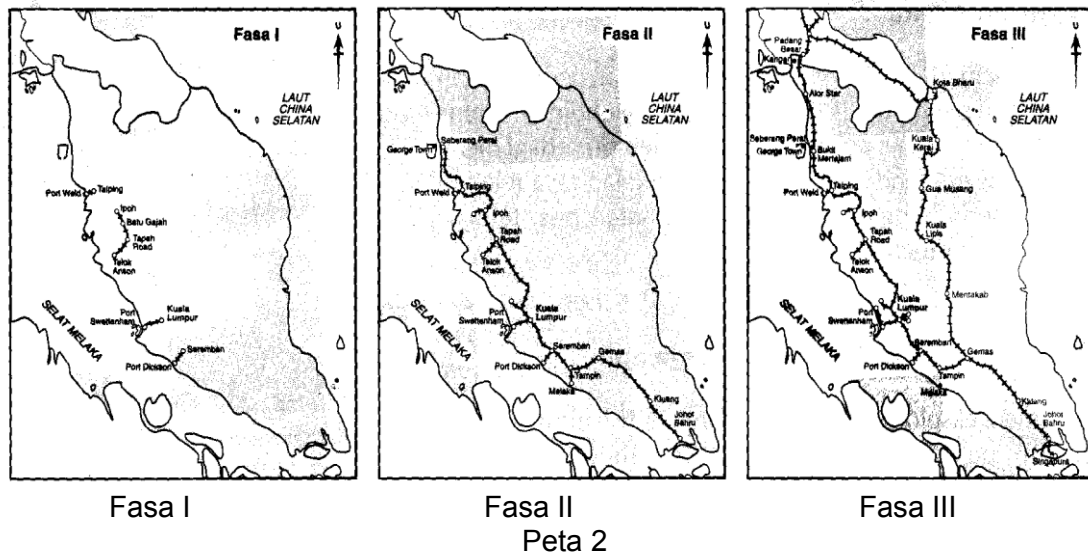 Fasa I
U
LAUT
CHINA
SELATAN
Port Weld
Taiping
Ipoh
Batu Gajah
Tapah
Road
Telok
Anson
Port
Swettenham
Kuala
Lumpur
SELAT MELAKA
Seremban
Port Dickson
Fasa II
U
LAUT
CHINA
SELATAN
Seberang Perai
George Town
Port Weld
Taiping
Ipoh
Tapah
Road
Telok
Anson
Port
Swettenham
Kuala
Lumpur
SELAT MELAKA
Seremban
Port Dickson
Gemas
Tampin
Melaka
Kluang
Johor
Bahru
Fasa III
U
Padang
Besar
Kangar
Kota Bharu
Alor Star
LAUT
CHINA
SELATAN
Seberang Perai
George Town
Bukit
Mertajam
Kuala
Kerai
Port Weld
Taiping
Gua Musang
Ipoh
Tapah
Road
Kuala
Lipis
Telok
Anson
Mentakab
Port
Swettenham
Kuala
Lumpur
SELAT MELAKA
Seremban
Port Dickson
Gemas
Tampin
Melaka
Kluang
Johor
Bahru
Singapura
Fasa I
Fasa II
Fasa III
Peta 2